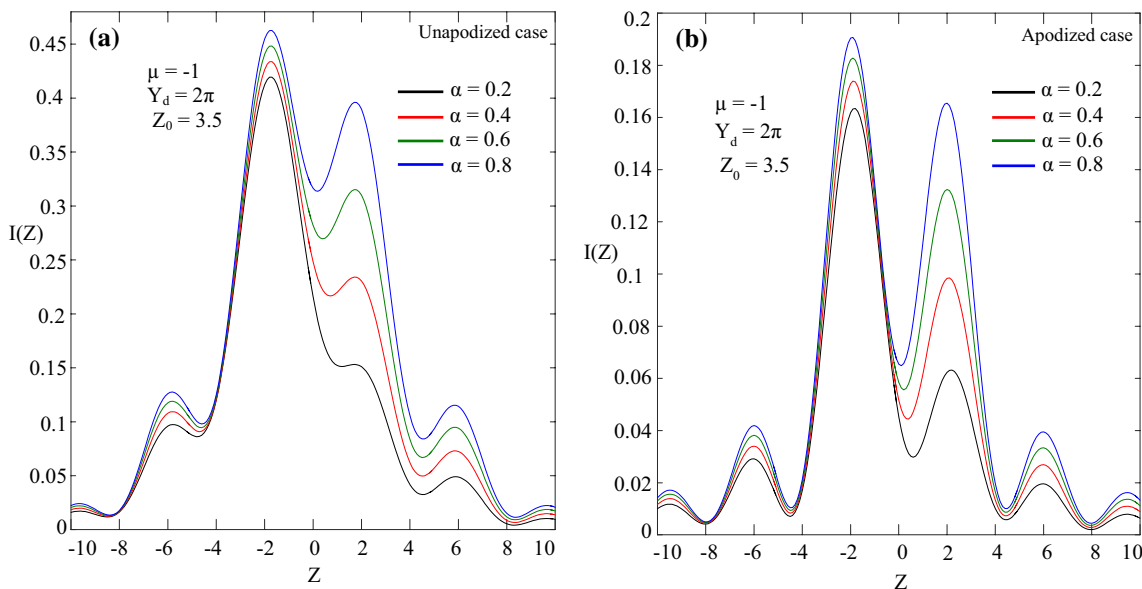 (a)
Unapodized case
μ = -1
Y_d = 2π
Z_0 = 3.5
α = 0.2
α = 0.4
α = 0.6
α = 0.8
0.45
0.4
0.35
0.3
I(Z)
0.25
0.2
0.15
0.1
0.05
0
-10 -8 -6 -4 -2 0 2 4 6 8 10
Z
(b)
Apodized case
μ = -1
Y_d = 2π
Z_0 = 3.5
α = 0.2
α = 0.4
α = 0.6
α = 0.8
0.2
0.18
0.16
0.14
0.12
I(Z)
0.1
0.08
0.06
0.04
0.02
0
-10 -8 -6 -4 -2 0 2 4 6 8 10
Z